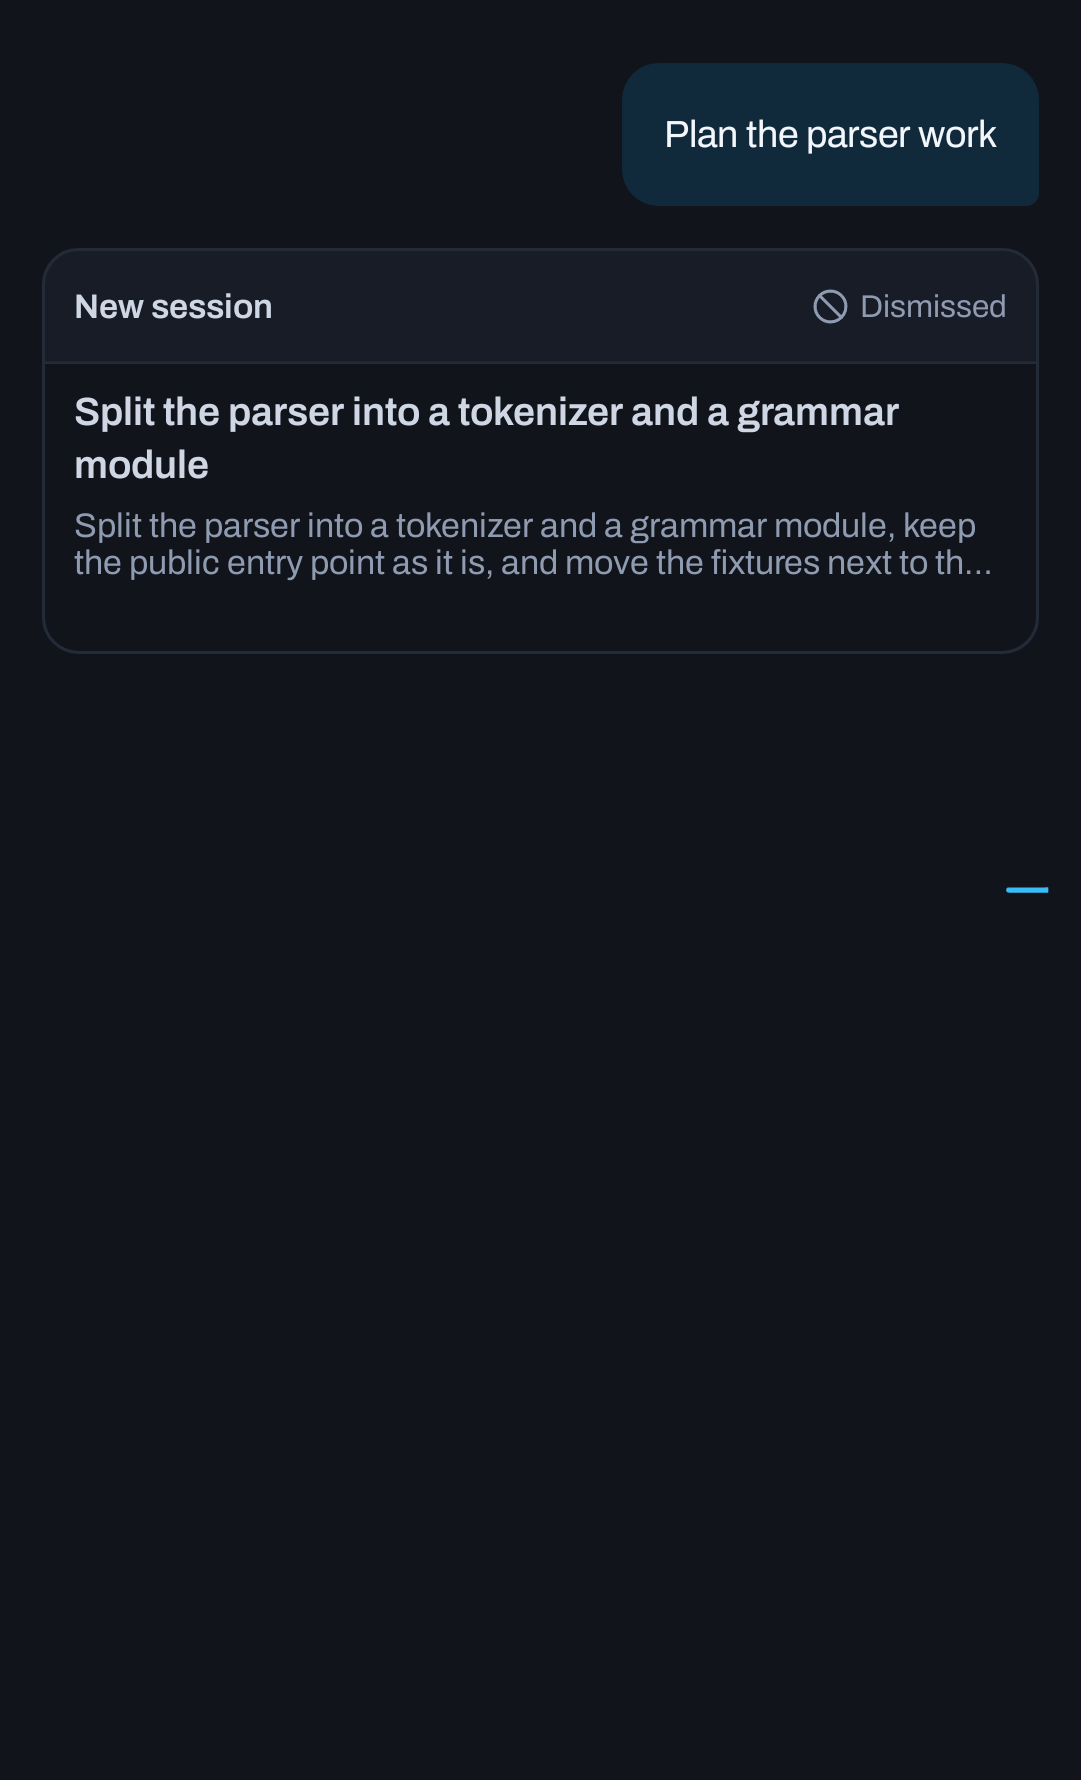 Plan the parser work
New session
Dismissed
Split the parser into a tokenizer and a grammar
module
Split the parser into a tokenizer and a grammar module, keep
the public entry point as it is, and move the fixtures next to th...